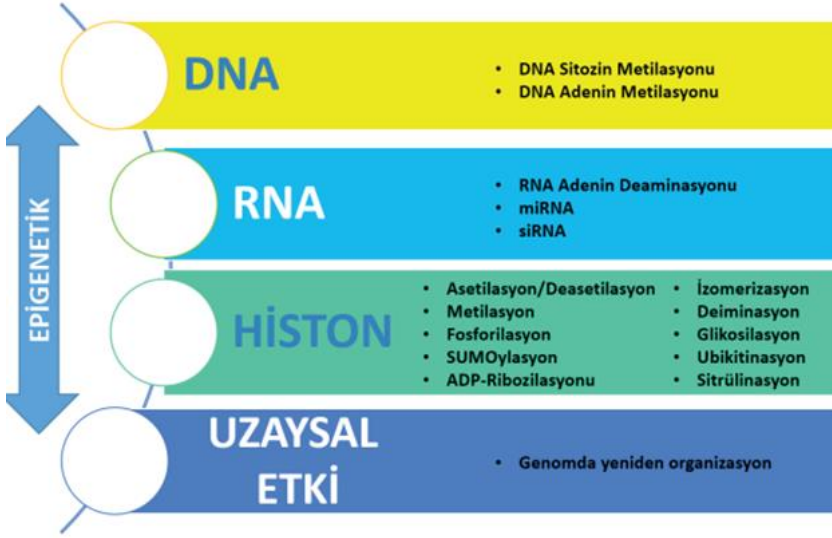 EPİGENETİK
DNA
• DNA Sitozin Metilasyonu
• DNA Adenin Metilasyonu
RNA
• RNA Adenin Deaminasyonu
• miRNA
• siRNA
HİSTON
• Asetilasyon/Deasetilasyon
• Metilasyon
• Fosforilasyon
• SUMOylasyon
• ADP-Ribozilasyonu
• İzomerizasyon
• Deiminasyon
• Glikosilasyon
• Ubikitinasyon
• Sitrülinasyon
UZAYSAL
ETKİ
• Genomda yeniden organizasyon